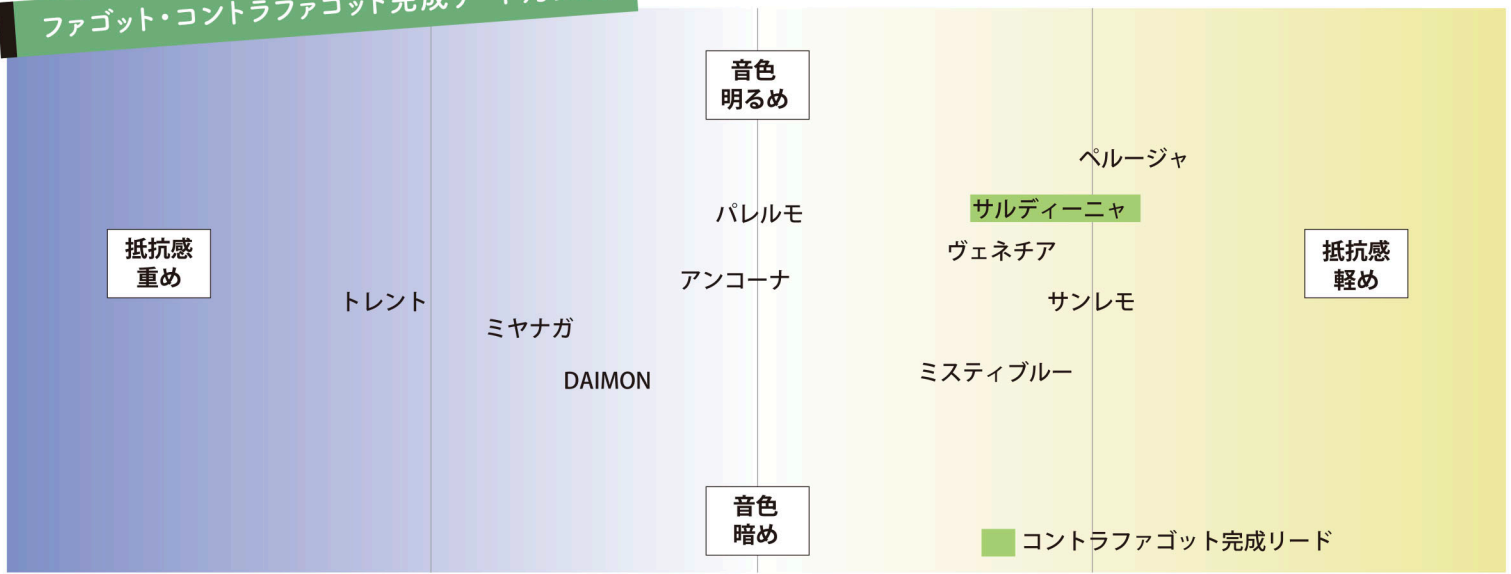 ファゴット・コントラファゴット完成リード
音色
明るめ
ペルージャ
パレルモ
サルディーニャ
抵抗感
重め
ヴェネチア
抵抗感
軽め
アンコーナ
トレント
サンレモ
ミヤナガ
ミスティブルー
DAIMON
音色
暗め
コントラファゴット完成リード